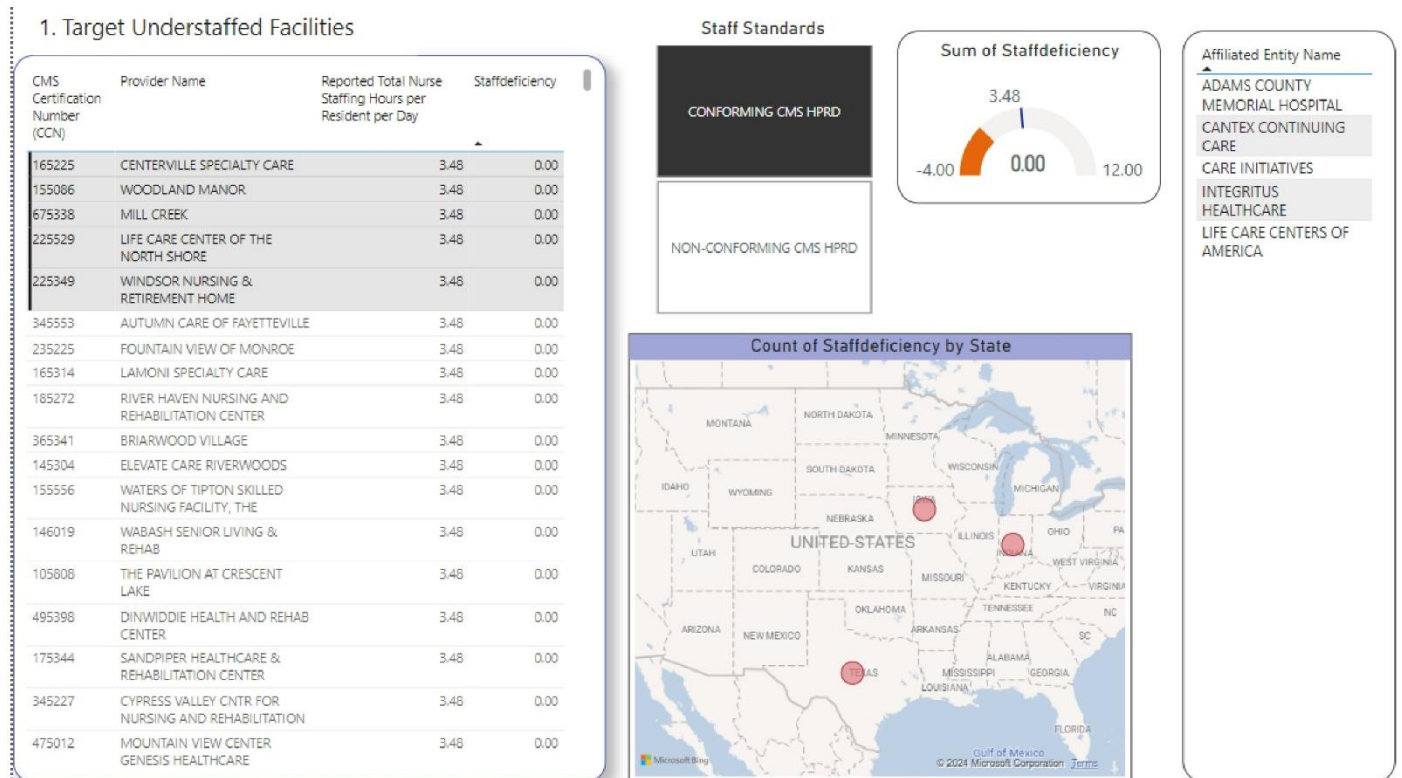 1. Target Understaffed Facilities
CMS
Certification
Number
(CCN)
Provider Name
Reported Total Nurse
Staffing Hours per
Resident per Day
Staffdeficiency
165225 CENTERVILLE SPECIALTY CARE 3.48 0.00
155086 WOODLAND MANOR 3.48 0.00
675338 MILL CREEK 3.48 0.00
225529 LIFE CARE CENTER OF THE 3.48 0.00
NORTH SHORE
225349 WINDSOR NURSING & 3.48 0.00
RETIREMENT HOME
345553 AUTUMN CARE OF FAYETTEVILLE 3.48 0.00
235225 FOUNTAIN VIEW OF MONROE 3.48 0.00
165314 LAMONI SPECIALTY CARE 3.48 0.00
185272 RIVER HAVEN NURSING AND 3.48 0.00
REHABILITATION CENTER
365341 BRIARWOOD VILLAGE 3.48 0.00
145304 ELEVATE CARE RIVERWOODS 3.48 0.00
155556 WATERS OF TIPTON SKILLED 3.48 0.00
NURSING FACILITY, THE
146019 WABASH SENIOR LIVING & 3.48 0.00
REHAB
105808 THE PAVILION AT CRESCENT 3.48 0.00
LAKE
495398 DINWIDDIE HEALTH AND REHAB 3.48 0.00
CENTER
175344 SANDPIPER HEALTHCARE & 3.48 0.00
REHABILITATION CENTER
345227 CYPRESS VALLEY CNTR FOR 3.48 0.00
NURSING AND REHABILITATION
475012 MOUNTAIN VIEW CENTER 3.48 0.00
GENESIS HEALTHCARE
Staff Standards
CONFORMING CMS HPRD
NON-CONFORMING CMS HPRD
Sum of Staffdeficiency
3.48
-4.00 0.00 12.00
Affiliated Entity Name
ADAMS COUNTY
MEMORIAL HOSPITAL
CANTEX CONTINUING
CARE
CARE INITIATIVES
INTEGRITUS
HEALTHCARE
LIFE CARE CENTERS OF
AMERICA
Count of Staffdeficiency by State
MONTANA
NORTH DAKOTA
MINNESOTA
SOUTH DAKOTA
WISCONSIN
IDAHO
WYOMING
MICHIGAN
IOWA
NEBRASKA
UNITED STATES
ILLINOIS
INDIANA
OHIO
PA
UTAH
COLORADO
KANSAS
MISSOURI
WEST VIRGINIA
KENTUCKY
VIRGINIA
OKLAHOMA
TENNESSEE
NC
ARIZONA
NEW MEXICO
ARKANSAS
SC
ALABAMA
TEXAS
MISSISSIPPI
GEORGIA
LOUISIANA
FLORIDA
Gulf of Mexico
Microsoft Bing
© 2024 Microsoft Corporation Terms